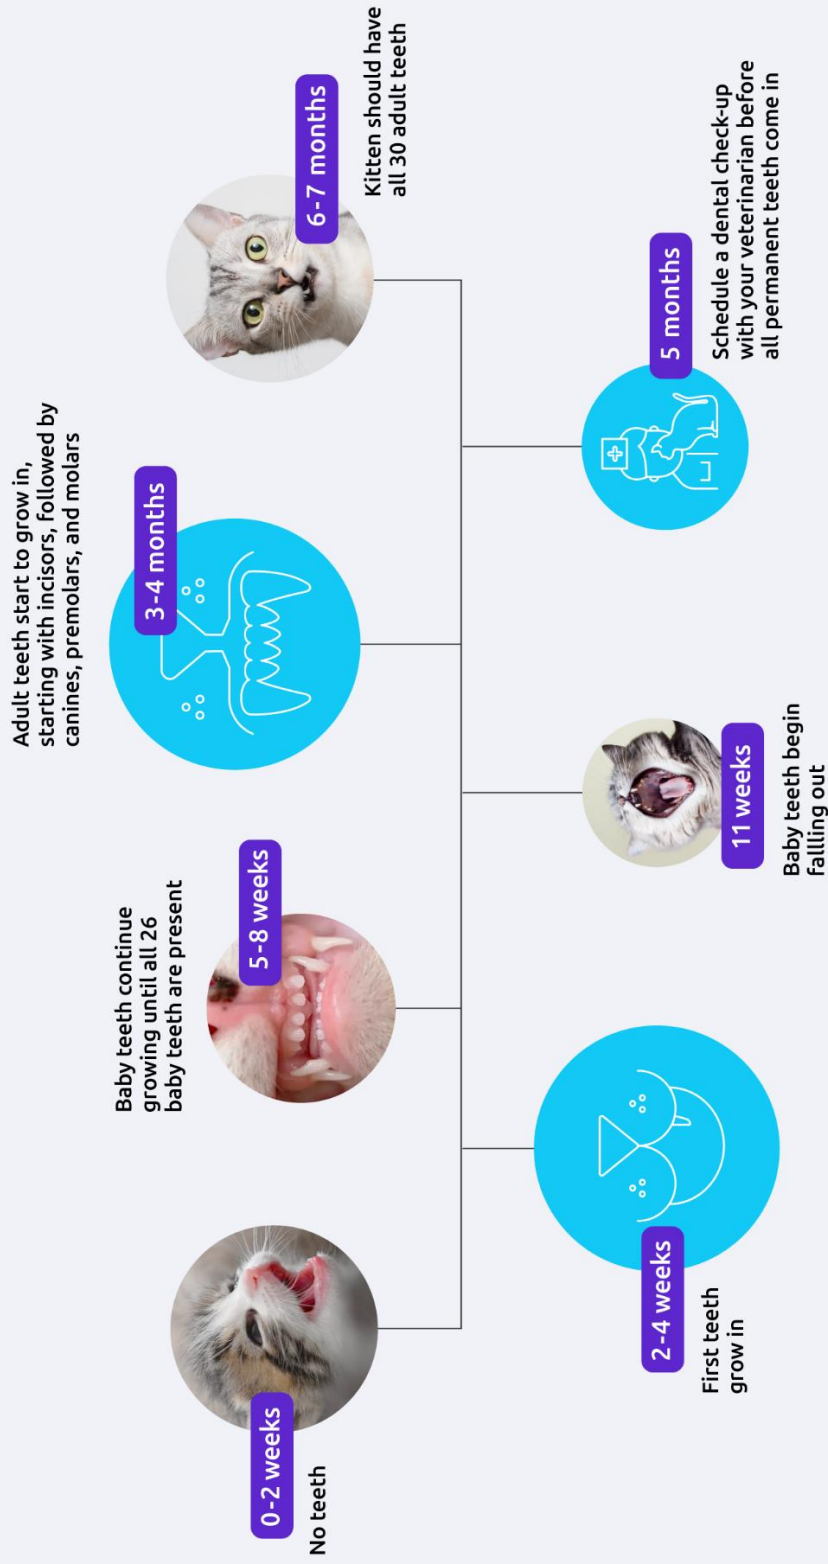 0-2 weeks
No teeth
2-4 weeks
First teeth
grow in
Baby teeth continue
growing until all 26
baby teeth are present
5-8 weeks
11 weeks
Baby teeth begin
fallling out
Adult teeth start to grow in,
starting with incisors, followed by
canines, premolars, and molars
3-4 months
5 months
Schedule a dental check-up
with your veterinarian before
all permanent teeth come in
6-7 months
Kitten should have
all 30 adult teeth